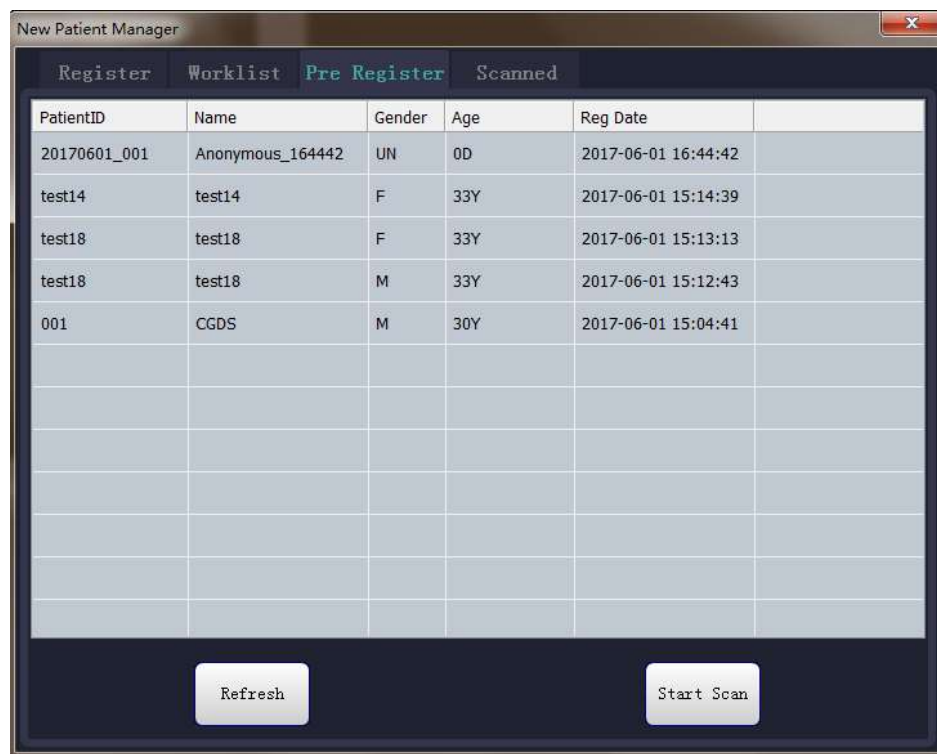 New Patient Manager
Register Worklist Pre Register Scanned
PatientID Name Gender Age Reg Date
20170601_001 Anonymous_164442 UN 0D 2017-06-01 16:44:42
test14 test14 F 33Y 2017-06-01 15:14:39
test18 test18 F 33Y 2017-06-01 15:13:13
test18 test18 M 33Y 2017-06-01 15:12:43
001 CGDS M 30Y 2017-06-01 15:04:41
Refresh Start Scan